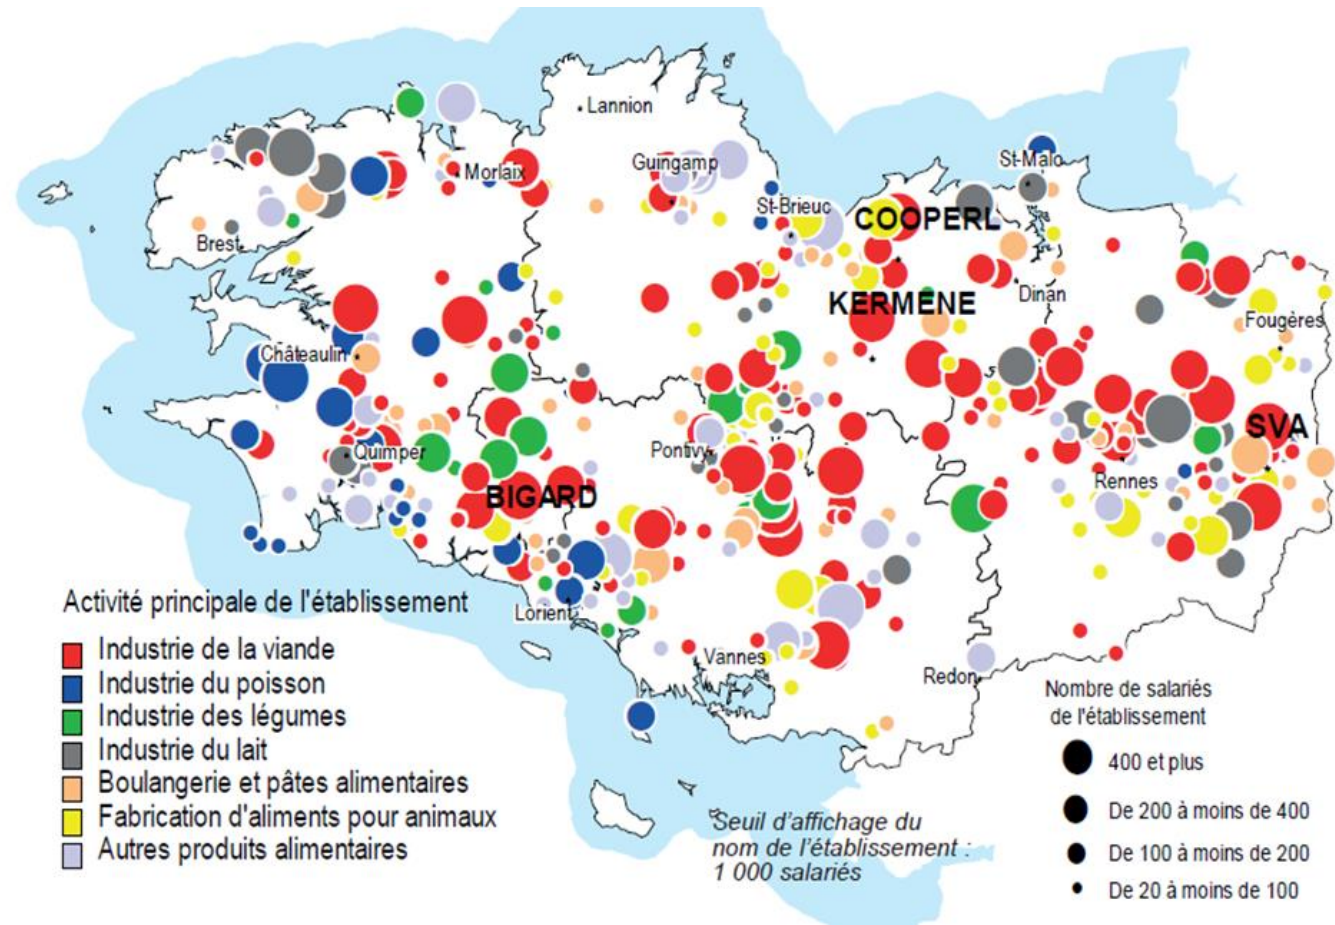 Lannion
Guingamp
Morlaix
St-Malo
St-Brieuc
COOPERL
Brest
Dinan
KERMENE
Fougères
Châteaulin
SVA
Quimper
Pontivy
Rennes
BIGARD
Lorient
Vannes
Redon
Activité principale de l'établissement
Industrie de la viande
Industrie du poisson
Industrie des légumes
Industrie du lait
Boulangerie et pâtes alimentaires
Fabrication d'aliments pour animaux
Autres produits alimentaires
Seuil d'affichage du
nom de l'établissement :
1 000 salariés
Nombre de salariés
de l'établissement
400 et plus
De 200 à moins de 400
De 100 à moins de 200
De 20 à moins de 100